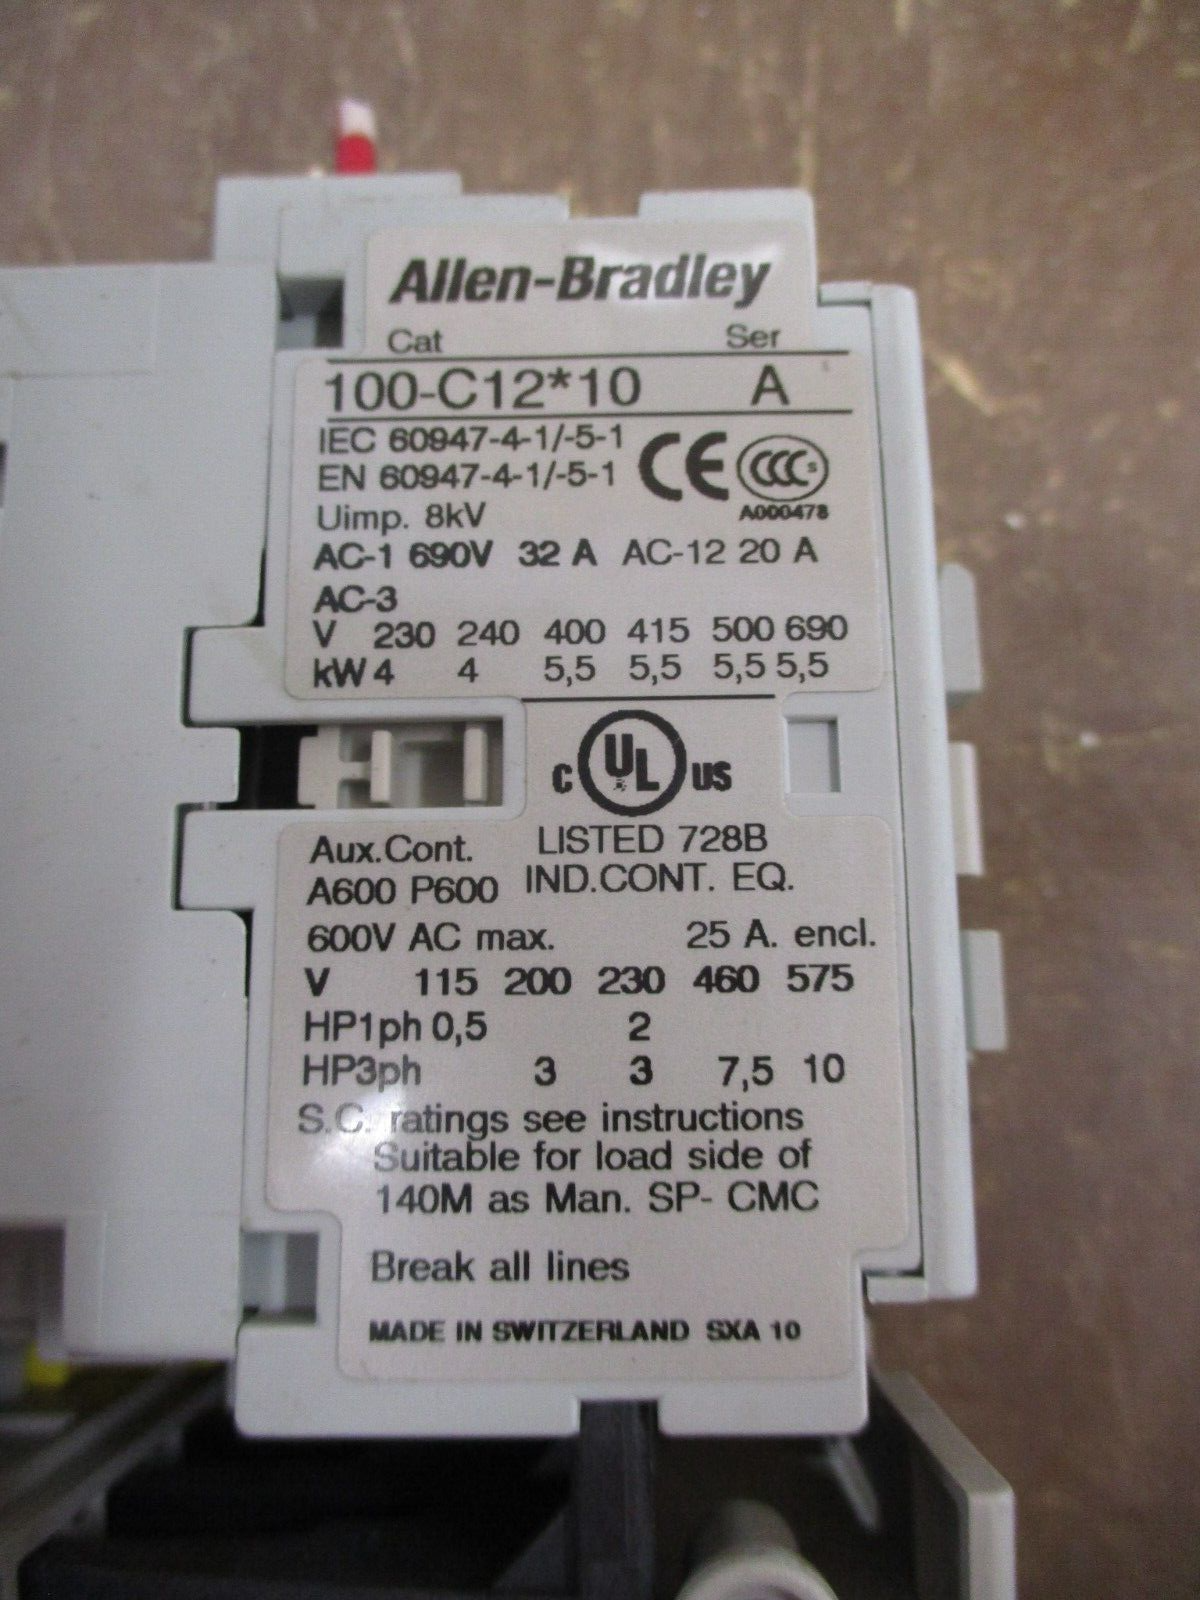 Allen-Bradley
Cat Ser
100-C12*10 A
IEC 60947-4-1/-5-1
EN 60947-4-1/-5-1
CE CCC S
A000478
Uimp. 8kV
AC-1 690V 32 A AC-12 20 A
AC-3
V 230 240 400 415 500 690
kW 4 4 5,5 5,5 5,5 5,5
C UL US
LISTED 728B
IND.CONT. EQ.
Aux.Cont.
A600 P600
600V AC max. 25 A. encl.
V 115 200 230 460 575
HP1ph 0,5 2
HP3ph 3 3 7,5 10
S.C. ratings see instructions
Suitable for load side of
140M as Man. SP- CMC
Break all lines
MADE IN SWITZERLAND SXA 10